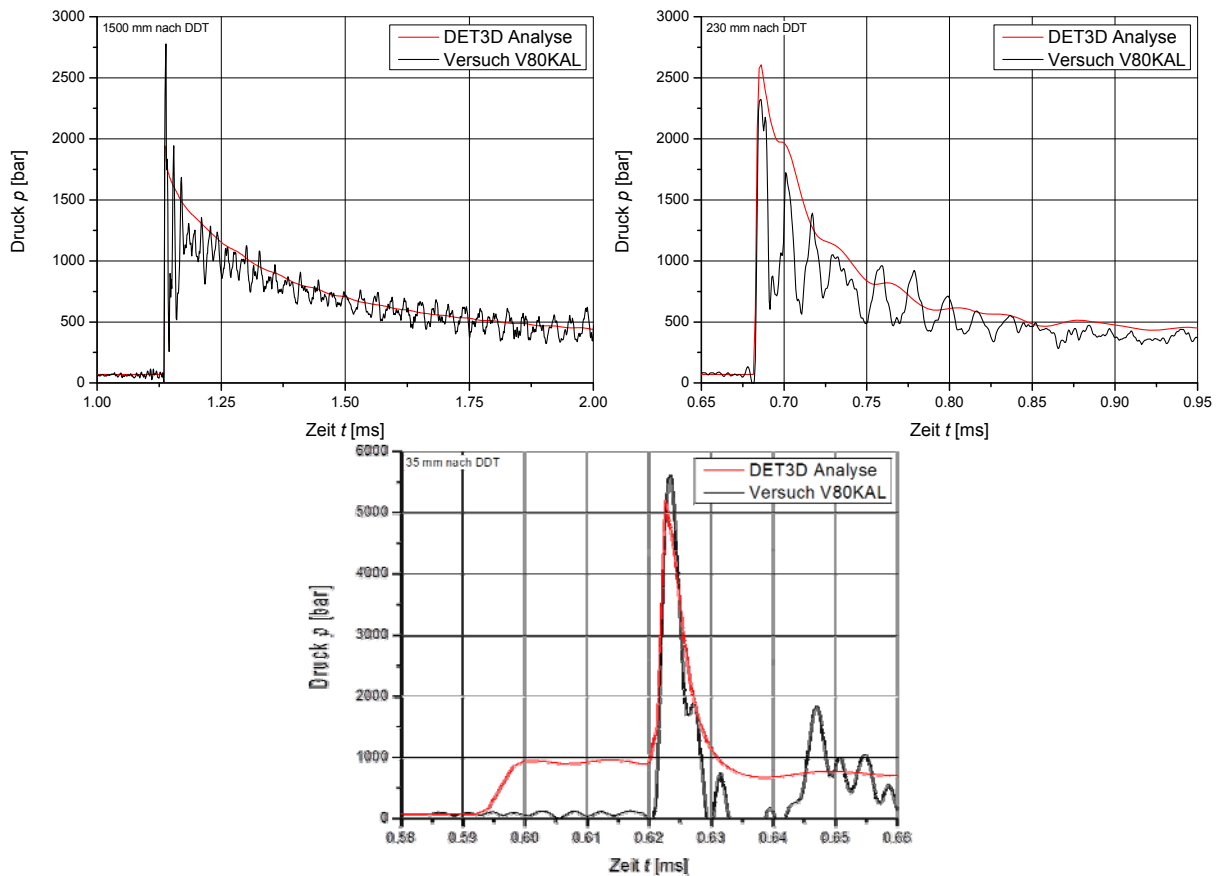 1500 mm nach DDT
DET3D Analyse
Versuch V80KAL
3000
2500
2000
1500
1000
500
0
Druck p [bar]
1.00 1.25 1.50 1.75 2.00
Zeit t [ms]
230 mm nach DDT
DET3D Analyse
Versuch V80KAL
3000
2500
2000
1500
1000
500
0
Druck p [bar]
0.65 0.70 0.75 0.80 0.85 0.90 0.95
Zeit t [ms]
35 mm nach DDT
DET3D Analyse
Versuch V80KAL
6000
5000
4000
3000
2000
1000
0
Druck p [bar]
0.58 0.59 0.60 0.61 0.62 0.63 0.64 0.65 0.66
Zeit t [ms]